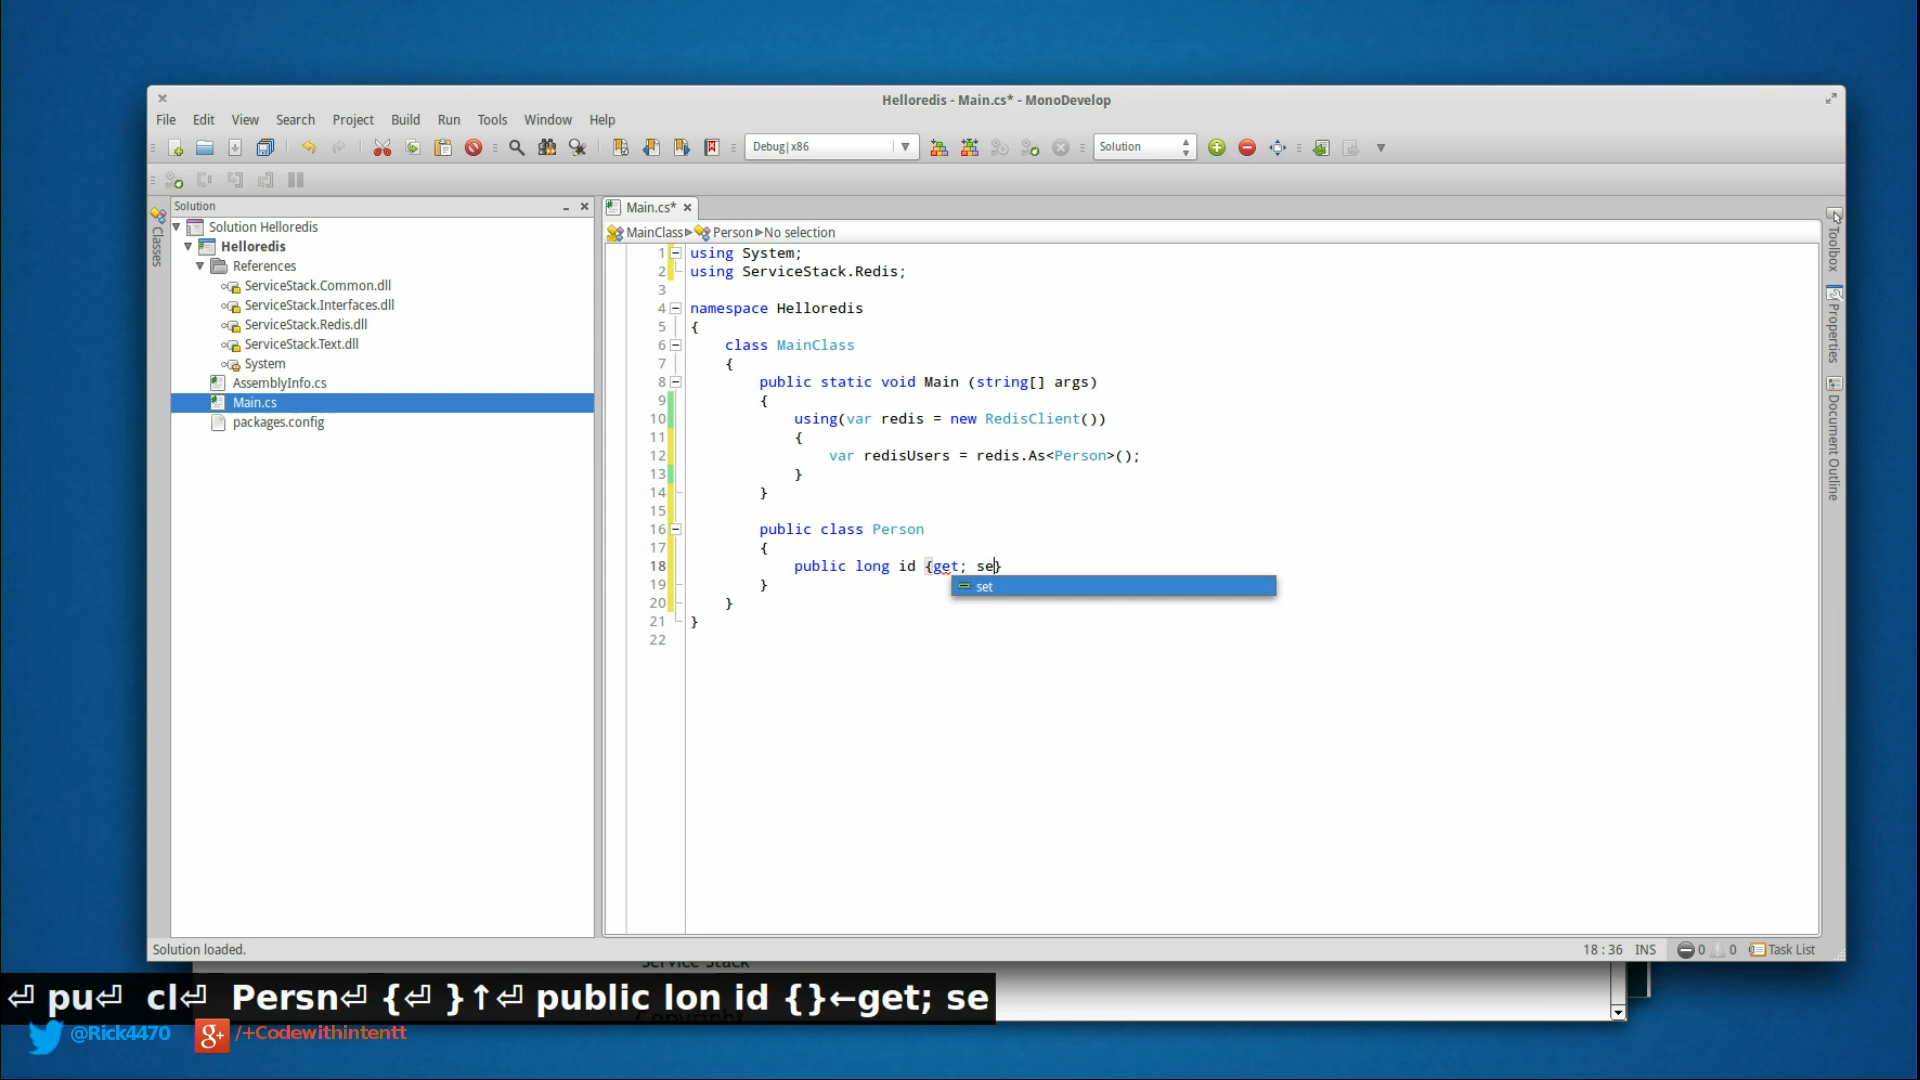 Helloredis - Main.cs* - MonoDevelop
File Edit View Search Project Build Run Tools Window Help
Debug|x86
Solution
Solution
Classes
Solution Helloredis
Helloredis
References
ServiceStack.Common.dll
ServiceStack.Interfaces.dll
ServiceStack.Redis.dll
ServiceStack.Text.dll
System
AssemblyInfo.cs
Main.cs
packages.config
Main.cs*
MainClass Person No selection
1 using System;
2 using ServiceStack.Redis;
3
4 namespace Helloredis
5 {
6 class MainClass
7 {
8 public static void Main (string[] args)
9 {
10 using(var redis = new RedisClient())
11 {
12 var redisUsers = redis.As<Person>();
13 }
14 }
15
16 public class Person
17 {
18 public long id {get; se}
set
19 }
20 }
21 }
22
Toolbox
Properties
Document Outline
Solution loaded.
18 : 36 INS 0 0 Task List
Service Stack
⏎ pu⏎ cl⏎ Persn⏎ {⏎ }↑⏎ public lon id {}←get; se
Copyright
@Rick4470
g+ /+Codewithintentt